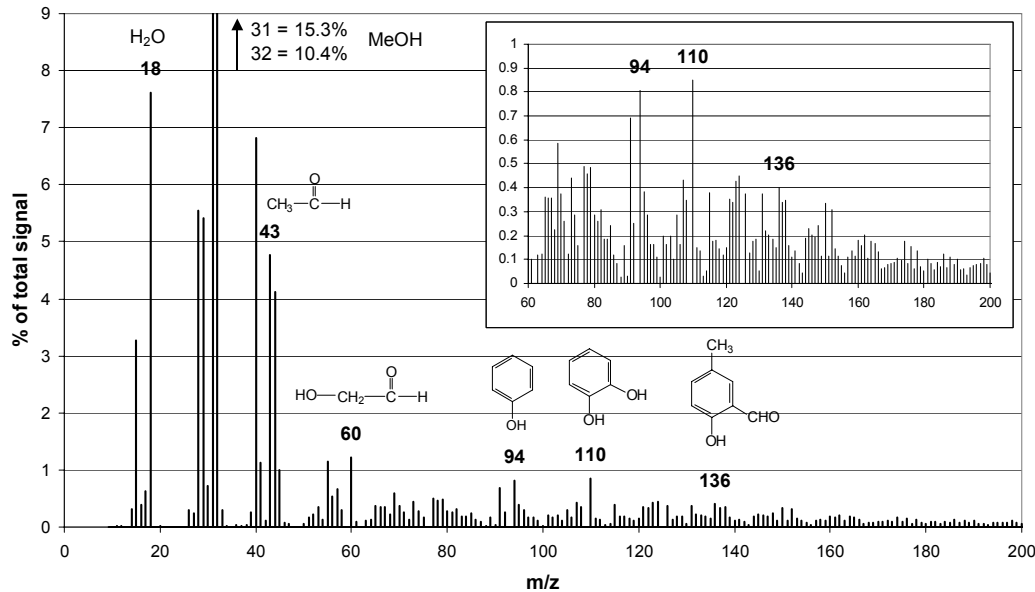 9
8
7
6
5
4
3
2
1
0
% of total signal
0 20 40 60 80 100 120 140 160 180 200
m/z
H₂O
18
31 = 15.3%
32 = 10.4%
MeOH
O
CH₃ C H
43
O
HO CH₂ C H
60
OH
94
OH
OH
110
CH₃
CHO
OH
136
1
0.9
0.8
0.7
0.6
0.5
0.4
0.3
0.2
0.1
0
60 80 100 120 140 160 180 200
94
110
136